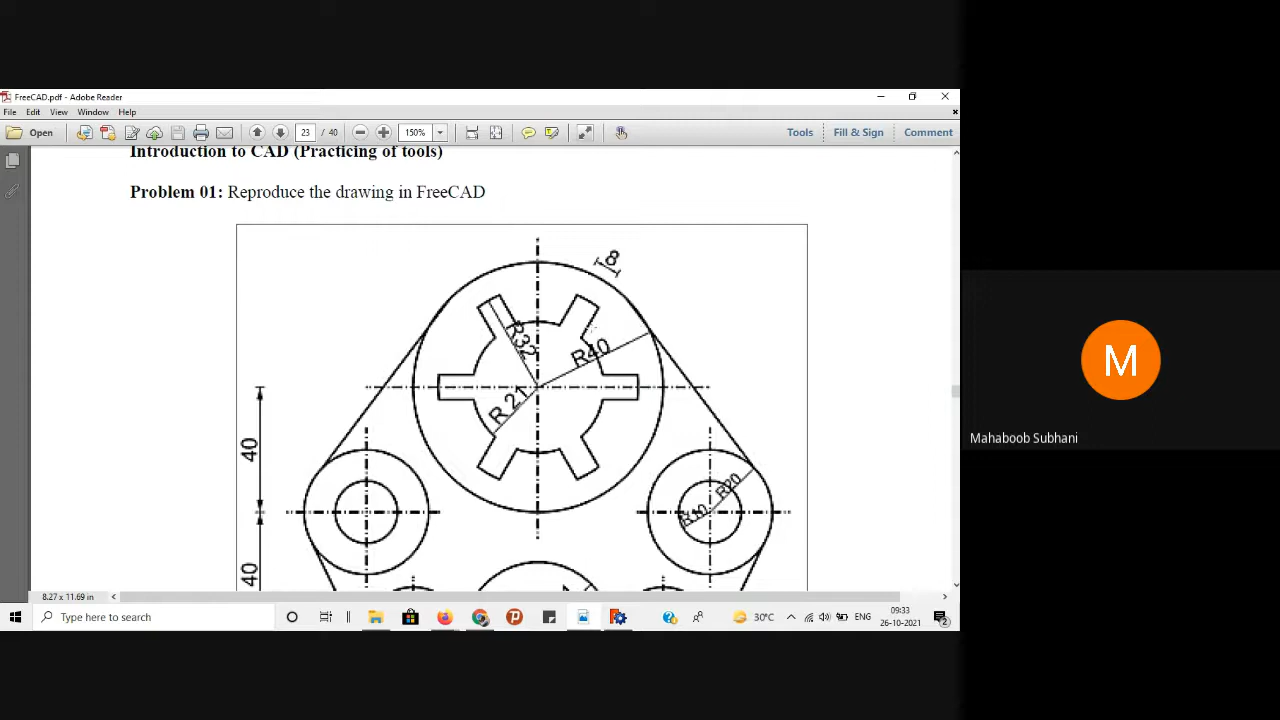 FreeCAD.pdf - Adobe Reader
File Edit View Window Help
Open 23 / 40 150% Tools Fill & Sign Comment
Introduction to CAD (Practicing of tools)
Problem 01: Reproduce the drawing in FreeCAD
8
R32
R40
R 21
40
R20
R10
40
8.27 x 11.69 in
Type here to search
30°C
ENG
09:33
26-10-2021
2
M
Mahaboob Subhani